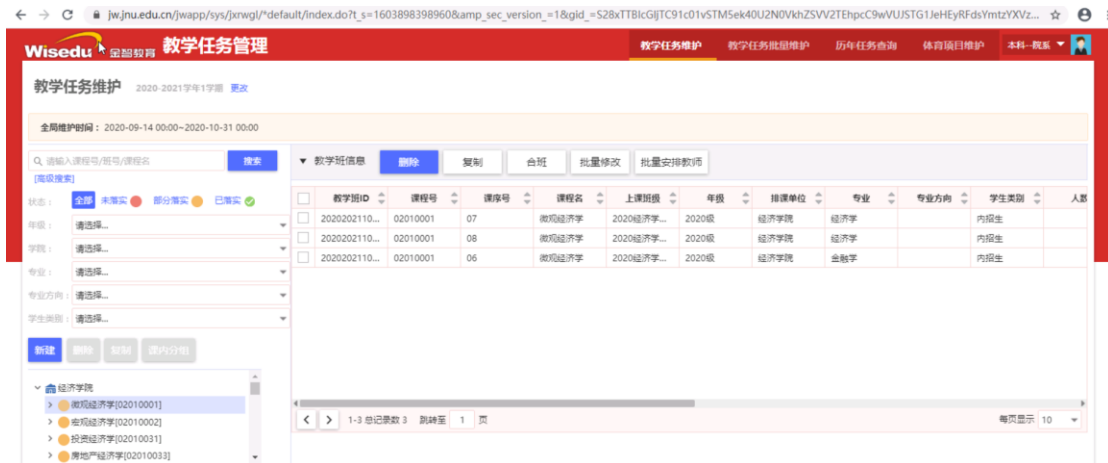 jw.jnu.edu.cn/jwapp/sys/jxrwgl/*default/index.do?t_s=1603898398960&amp_sec_version_=1&gid_=S28xTTBIcGljTC91c01vSTM5ek40U2N0VkhZSVV2TEhpcC9wVUJSTG1JeHEyRFdsYmtzYXVz...
Wisedu 金智教育 教学任务管理 教学任务维护 教学任务批量维护 历年任务查询 体育项目维护 本科--院系
教学任务维护 2020-2021学年1学期 更改
全局维护时间： 2020-09-14 00:00~2020-10-31 00:00
请输入课程号/班号/课程名 搜索 教学班信息 删除 复制 合班 批量修改 批量安排教师
[高级搜索]
状态： 全部 未落实 部分落实 已落实
教学班ID 课程号 课序号 课程名 上课班级 年级 排课单位 专业 专业方向 学生类别 人数
2020202110... 02010001 07 微观经济学 2020经济学... 2020级 经济学院 经济学 内招生
2020202110... 02010001 08 微观经济学 2020经济学... 2020级 经济学院 经济学 内招生
2020202110... 02010001 06 微观经济学 2020经济学... 2020级 经济学院 金融学 内招生
年级： 请选择...
学院： 请选择...
专业： 请选择...
专业方向： 请选择...
学生类别： 请选择...
新建 删除 复制 课内分组
经济学院
微观经济学[02010001]
宏观经济学[02010002]
投资经济学[02010031]
房地产经济学[02010033]
1-3 总记录数 3 跳转至 1 页 每页显示 10